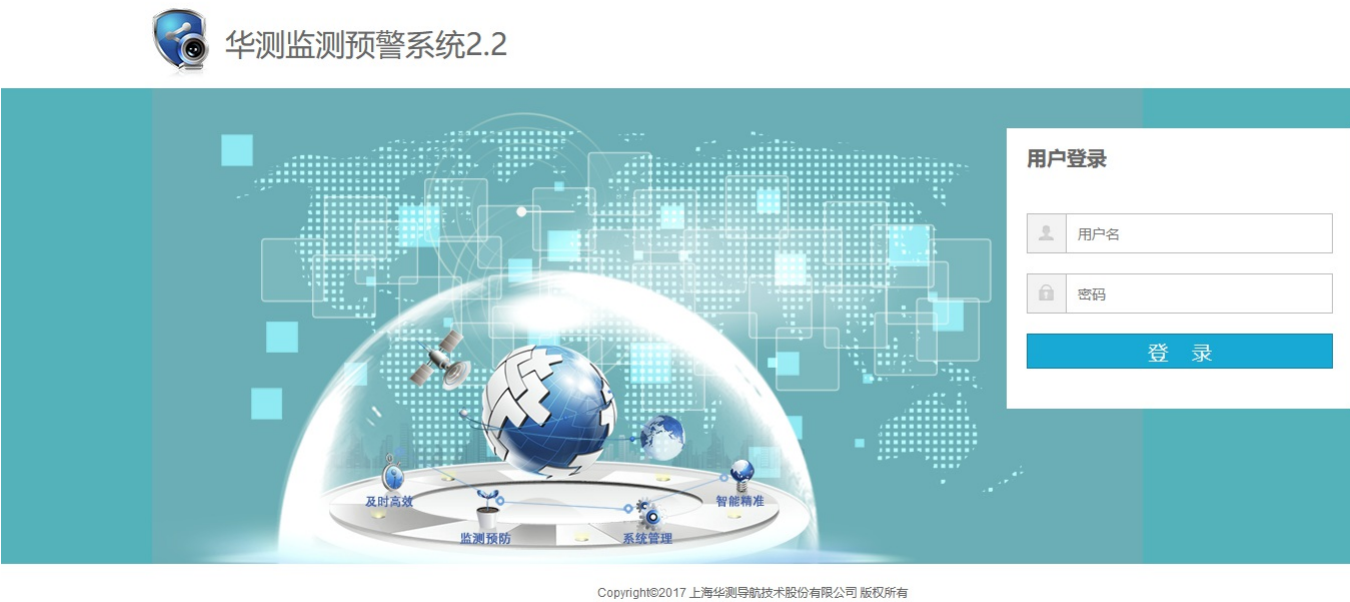 华测监测预警系统2.2
用户登录
用户名
密码
登 录
及时高效
智能精准
监测预防
系统管理
Copyright©2017 上海华测导航技术股份有限公司 版权所有